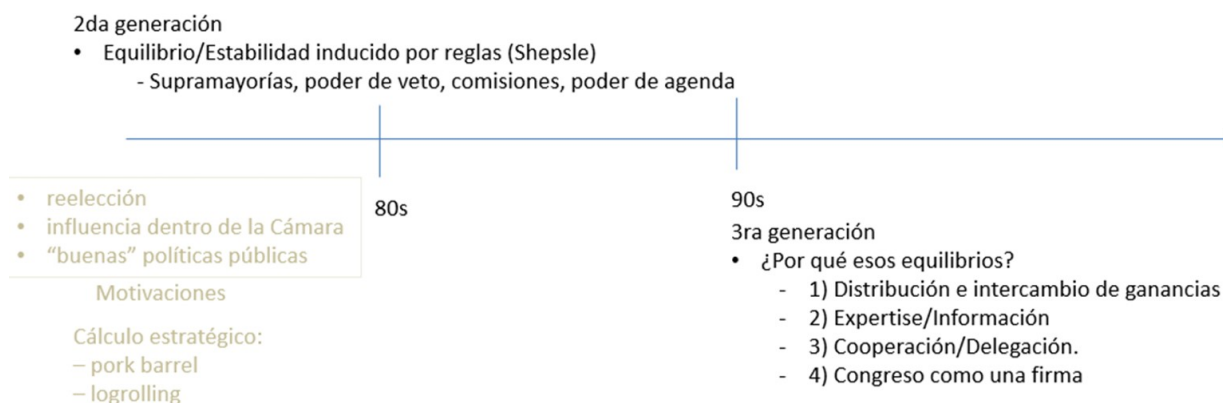 2da generación
• Equilibrio/Estabilidad inducido por reglas (Shepsle)
- Supramayorías, poder de veto, comisiones, poder de agenda
• reelección
• influencia dentro de la Cámara
• “buenas” políticas públicas
Motivaciones
Cálculo estratégico:
– pork barrel
– logrolling
80s
90s
3ra generación
• ¿Por qué esos equilibrios?
- 1) Distribución e intercambio de ganancias
- 2) Expertise/Información
- 3) Cooperación/Delegación.
- 4) Congreso como una firma